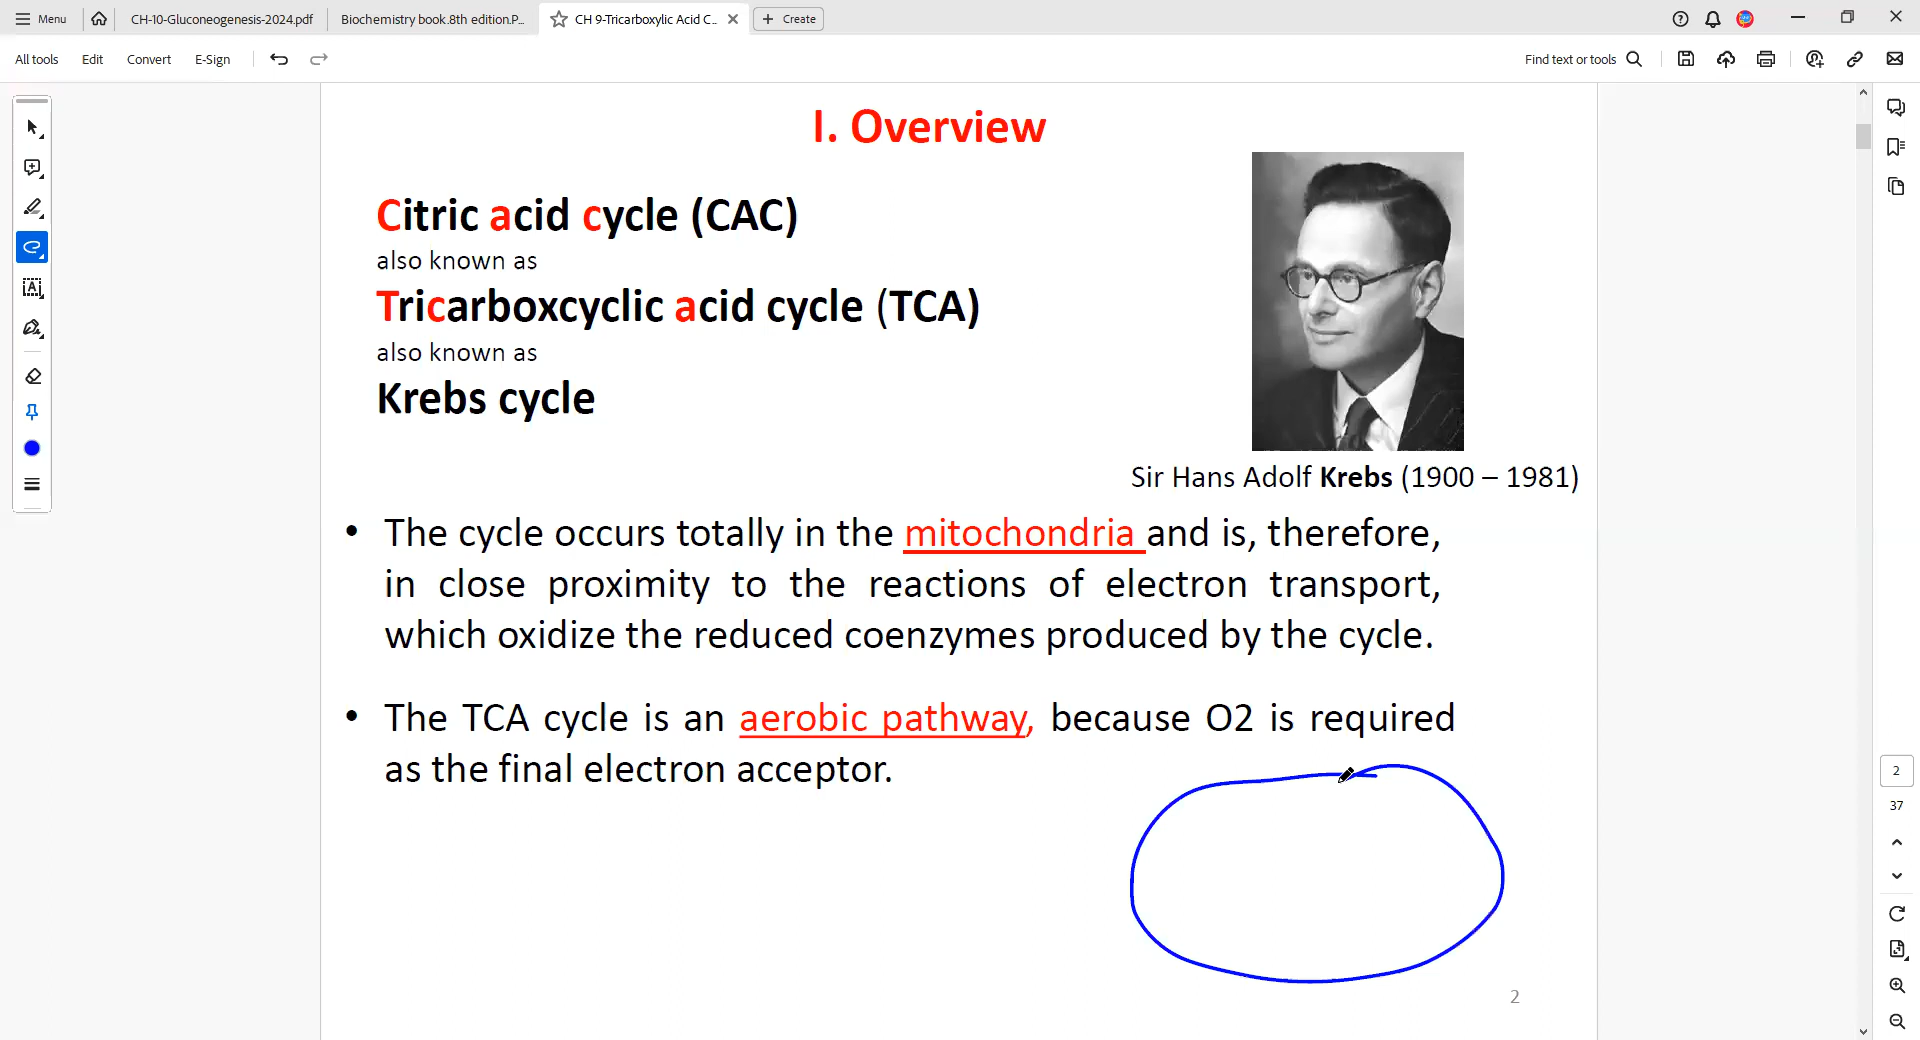 Menu CH-10-Gluconeogenesis-2024.pdf Biochemistry book.8th edition.P... CH 9-Tricarboxylic Acid C... Create
All tools Edit Convert E-Sign Find text or tools
I. Overview
Citric acid cycle (CAC)
also known as
Tricarboxcyclic acid cycle (TCA)
also known as
Krebs cycle
Sir Hans Adolf Krebs (1900 – 1981)
• The cycle occurs totally in the mitochondria and is, therefore,
in close proximity to the reactions of electron transport,
which oxidize the reduced coenzymes produced by the cycle.
• The TCA cycle is an aerobic pathway, because O2 is required
as the final electron acceptor.
2
2
37